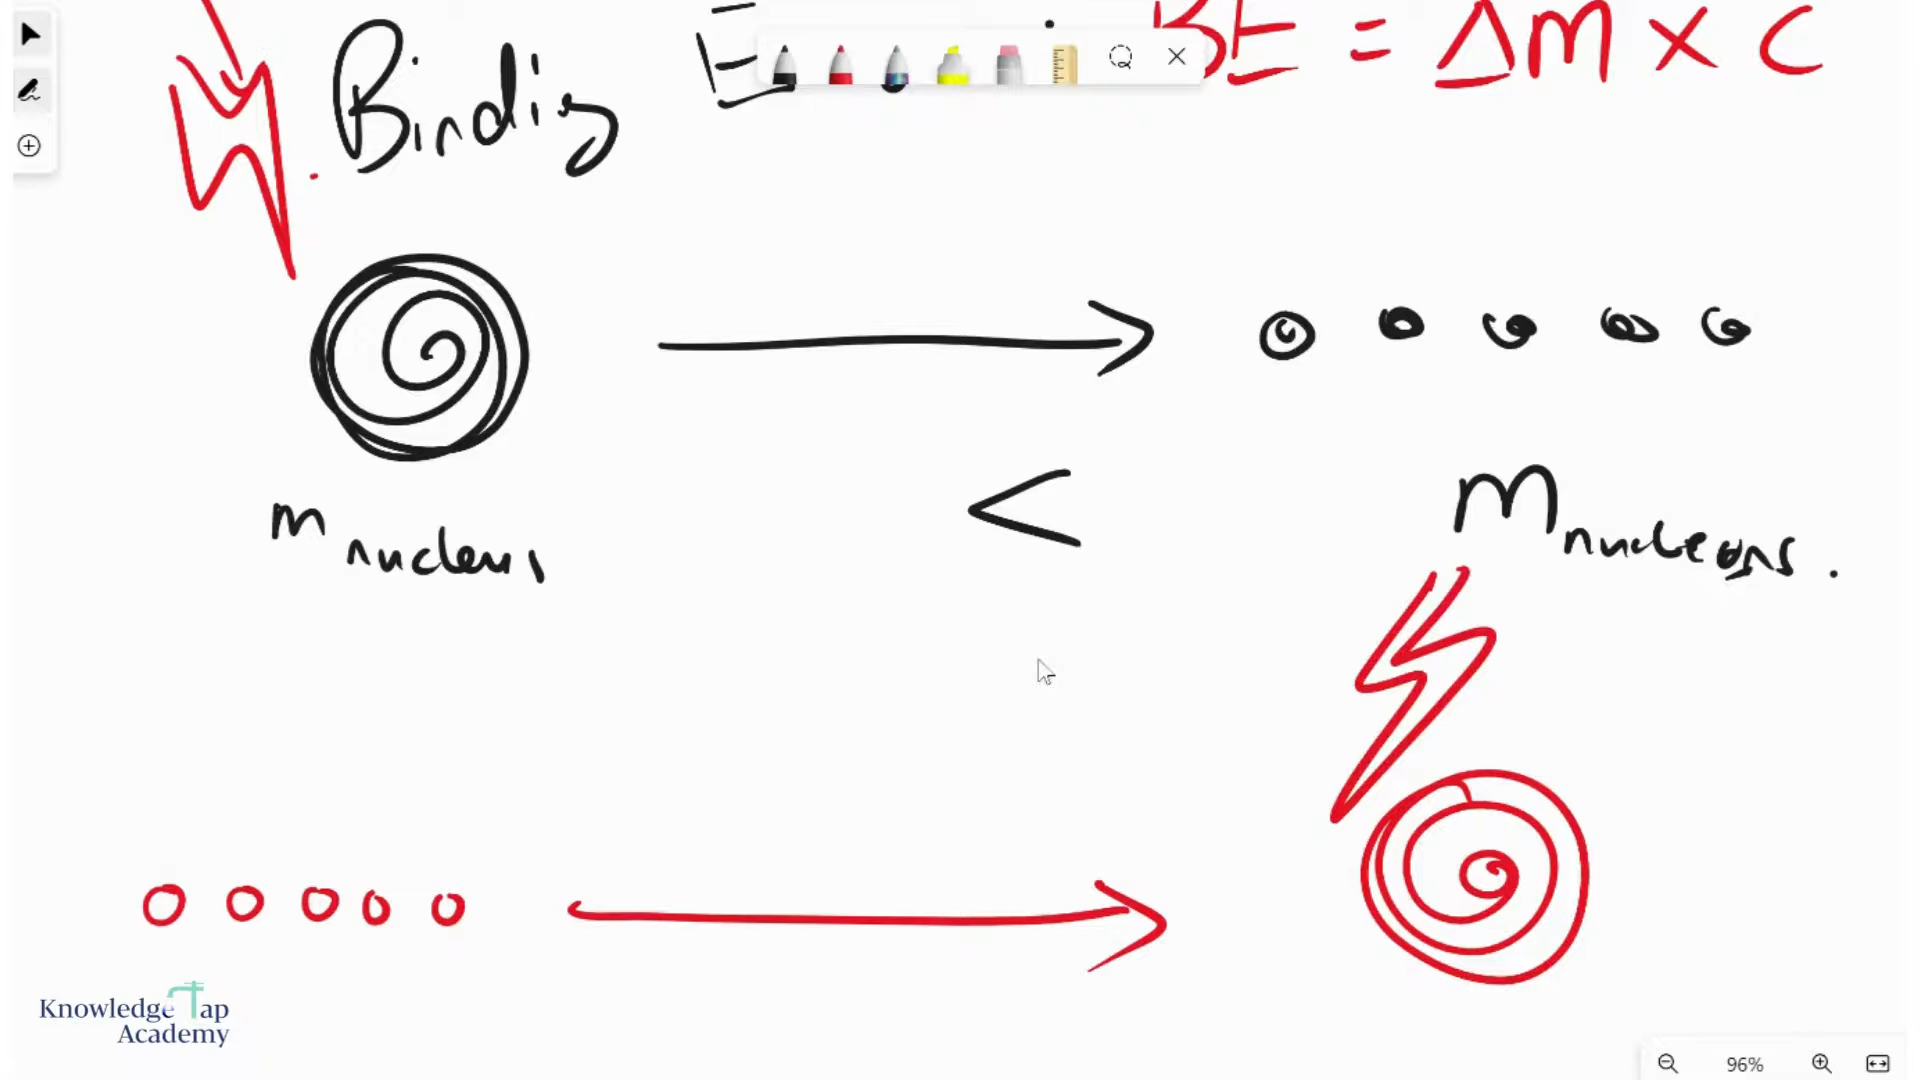 Binding E BE = ΔM x C
m nucleus < M nucleons.
Knowledge Tap
Academy
96%